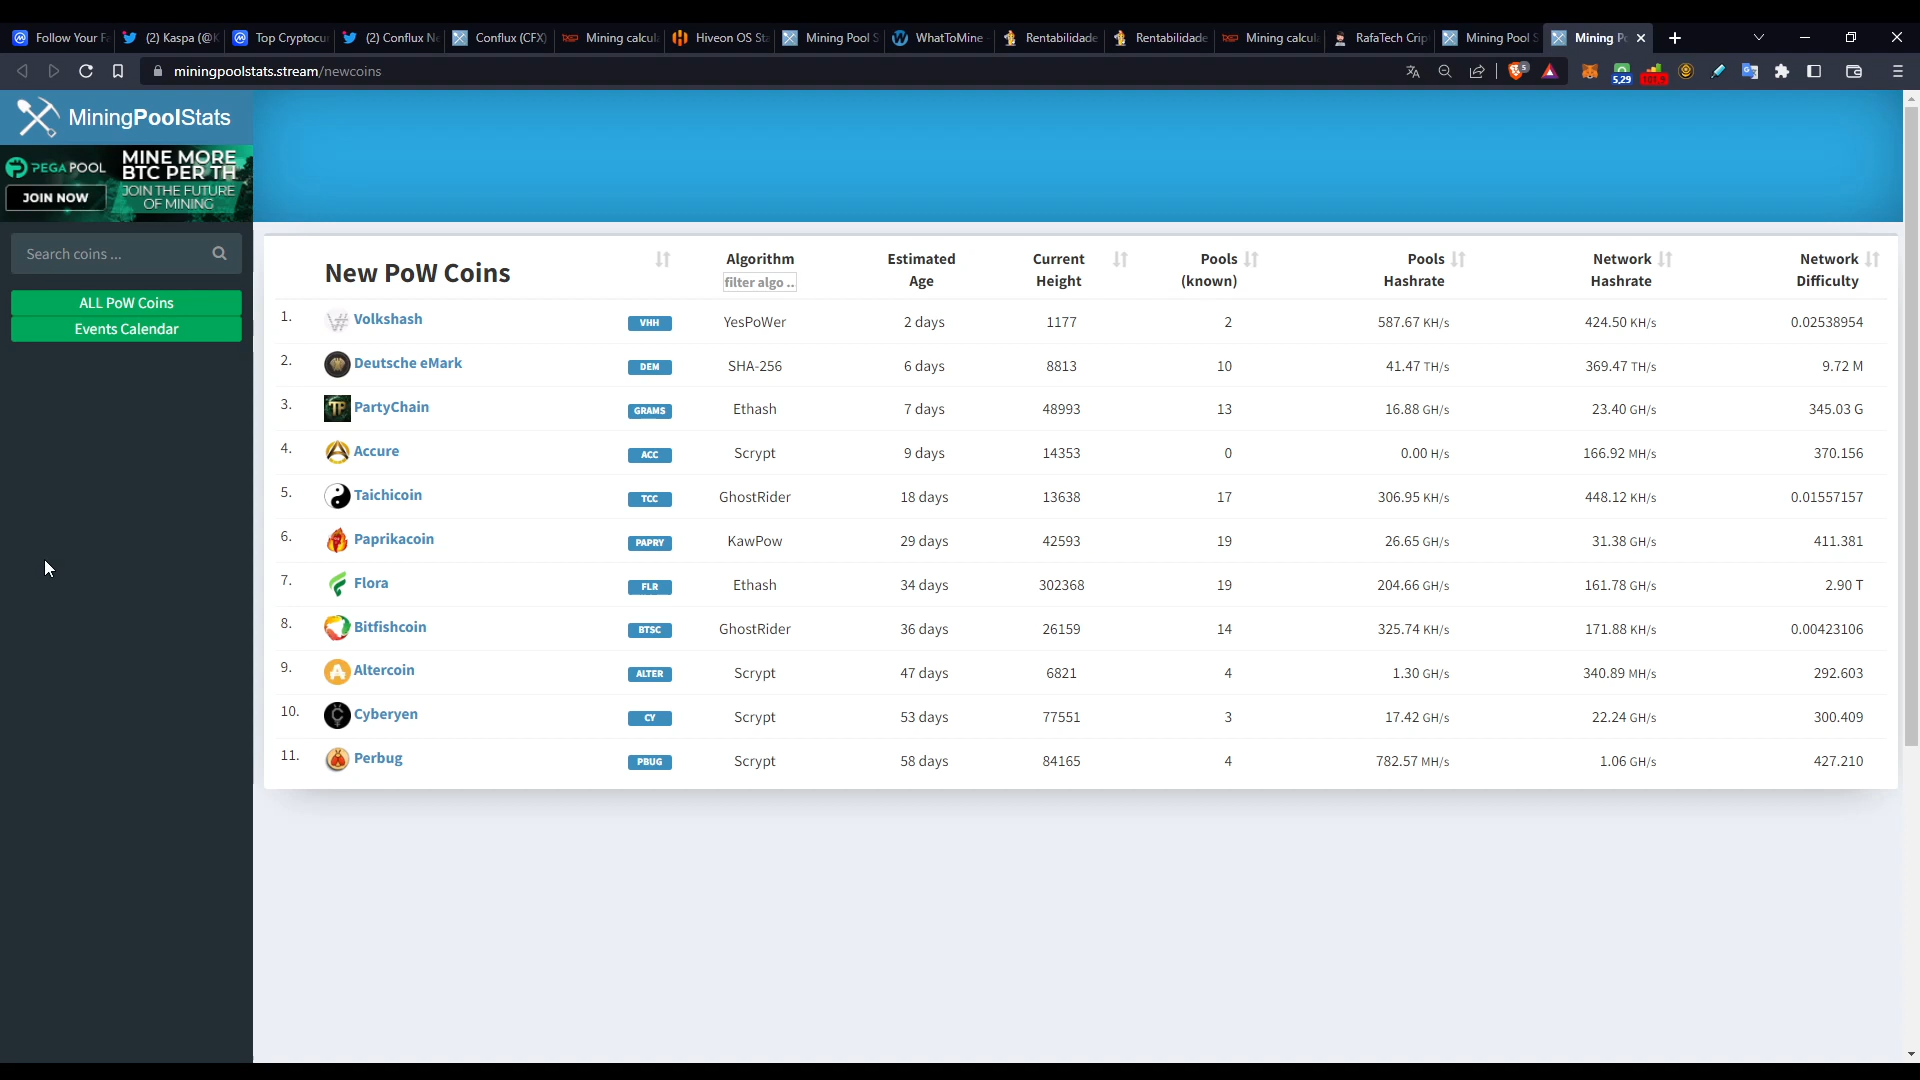 Follow Your F
(2) Kaspa (@K
Top Cryptocu
(2) Conflux N
Conflux (CFX)
Mining calcul
Hiveon OS St
Mining Pool S
WhatToMine
Rentabilidade
Rentabilidade
Mining calcul
RafaTech Crip
Mining Pool S
Mining P
miningpoolstats.stream/newcoins
5,29
MiningPoolStats
PEGA POOL
JOIN NOW
MINE MORE
BTC PER TH
JOIN THE FUTURE
OF MINING
Search coins ...
ALL PoW Coins
Events Calendar
New PoW Coins
Algorithm
filter algo ..
Estimated
Age
Current
Height
Pools
(known)
Pools
Hashrate
Network
Hashrate
Network
Difficulty
1. Volkshash VHH YesPoWer 2 days 1177 2 587.67 KH/s 424.50 KH/s 0.02538954
2. Deutsche eMark DEM SHA-256 6 days 8813 10 41.47 TH/s 369.47 TH/s 9.72 M
3. PartyChain GRAMS Ethash 7 days 48993 13 16.88 GH/s 23.40 GH/s 345.03 G
4. Accure ACC Scrypt 9 days 14353 0 0.00 H/s 166.92 MH/s 370.156
5. Taichicoin TCC GhostRider 18 days 13638 17 306.95 KH/s 448.12 KH/s 0.01557157
6. Paprikacoin PAPRY KawPow 29 days 42593 19 26.65 GH/s 31.38 GH/s 411.381
7. Flora FLR Ethash 34 days 302368 19 204.66 GH/s 161.78 GH/s 2.90 T
8. Bitfishcoin BTSC GhostRider 36 days 26159 14 325.74 KH/s 171.88 KH/s 0.00423106
9. Altercoin ALTER Scrypt 47 days 6821 4 1.30 GH/s 340.89 MH/s 292.603
10. Cyberyen CY Scrypt 53 days 77551 3 17.42 GH/s 22.24 GH/s 300.409
11. Perbug PBUG Scrypt 58 days 84165 4 782.57 MH/s 1.06 GH/s 427.210